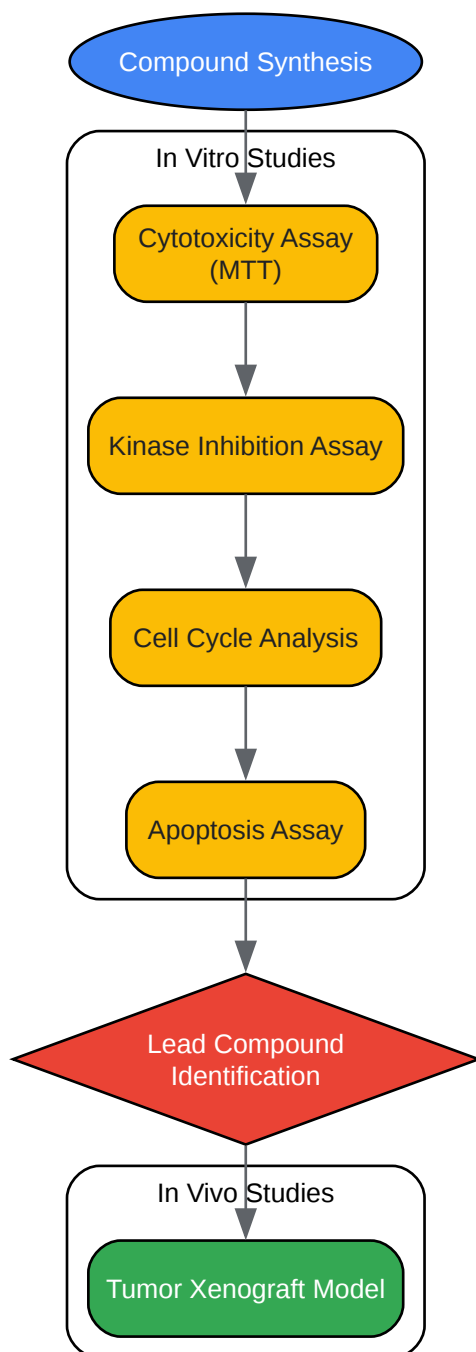 Compound Synthesis
In Vitro Studies
Cytotoxicity Assay
(MTT)
Kinase Inhibition Assay
Cell Cycle Analysis
Apoptosis Assay
Lead Compound
Identification
In Vivo Studies
Tumor Xenograft Model